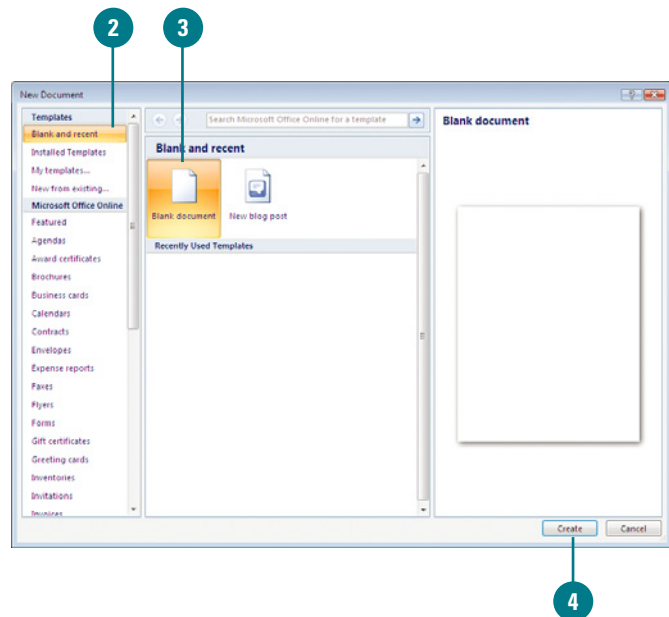 2
3
New Document
Templates
Blank and recent
Installed Templates
My templates...
New from existing...
Microsoft Office Online
Featured
Agendas
Award certificates
Brochures
Business cards
Calendars
Contracts
Envelopes
Expense reports
Faxes
Flyers
Forms
Gift certificates
Greeting cards
Inventories
Invitations
Invoices
Search Microsoft Office Online for a template
Blank and recent
Blank document
New blog post
Recently Used Templates
Blank document
Create
Cancel
4